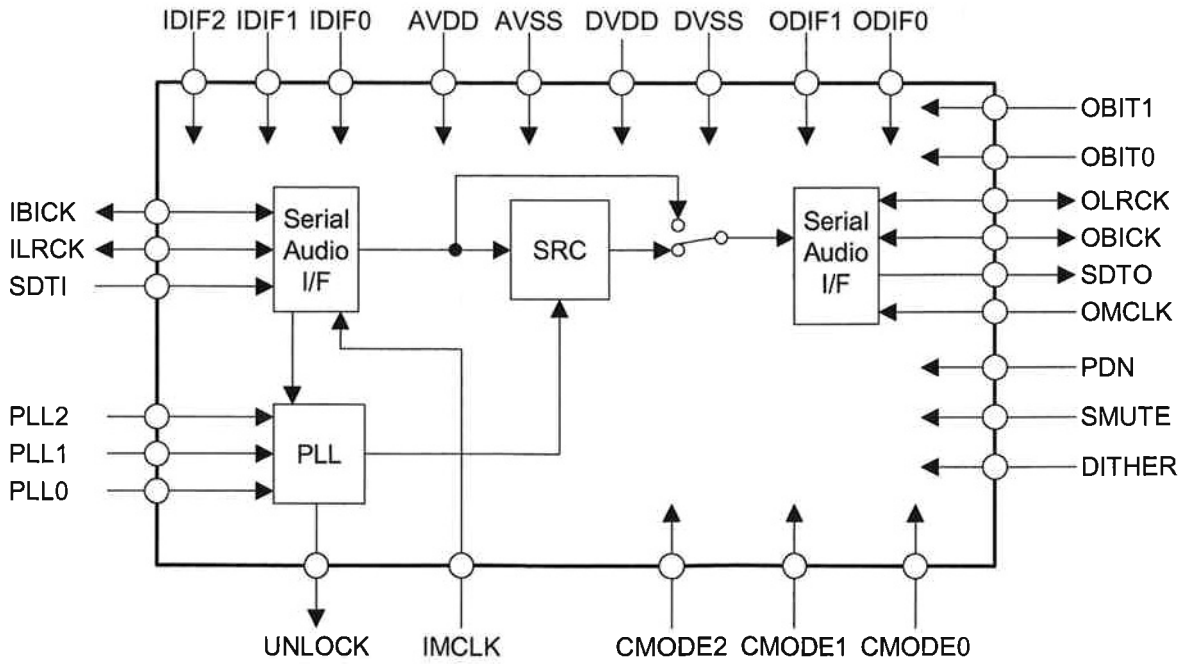 IDIF2 IDIF1 IDIF0 AVDD AVSS DVDD DVSS ODIF1 ODIF0
OBIT1
OBIT0
IBICK
ILRCK
SDTI
Serial
Audio
I/F
SRC
Serial
Audio
I/F
OLRCK
OBICK
SDTO
OMCLK
PDN
SMUTE
DITHER
PLL2
PLL1
PLL0
PLL
UNLOCK IMCLK CMODE2 CMODE1 CMODE0